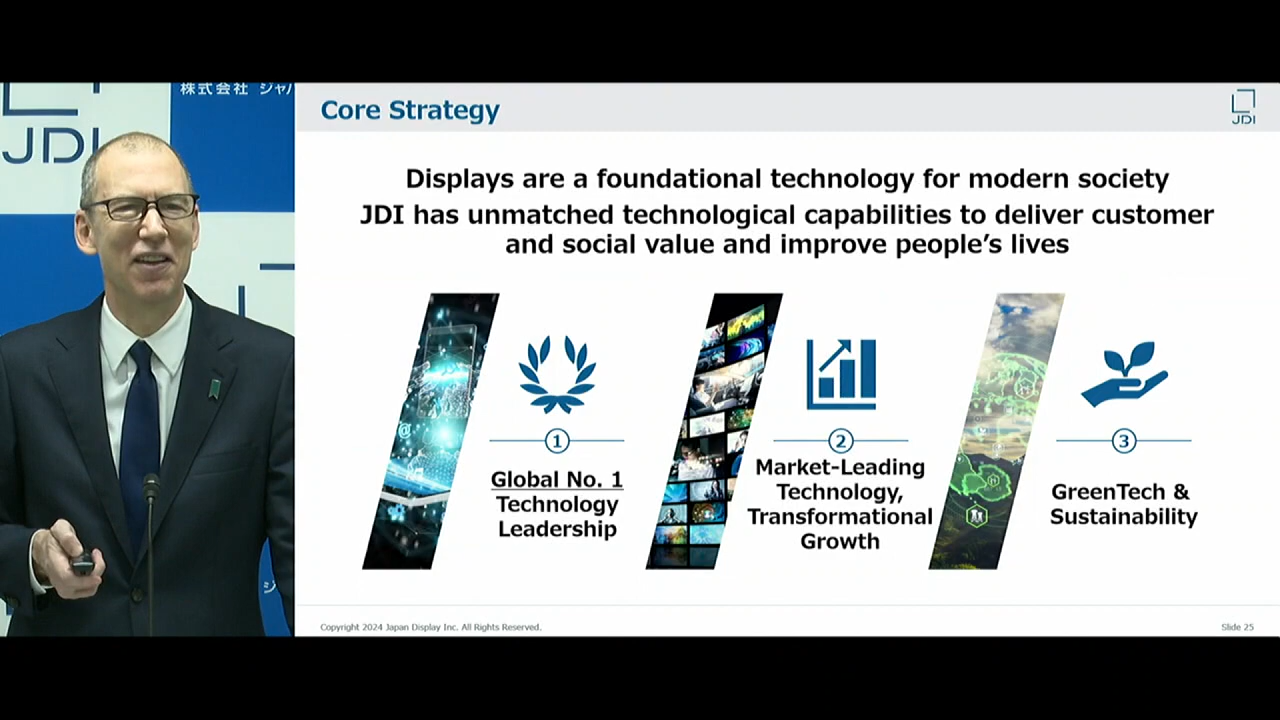 株式会社 ジャパ
JDI
Core Strategy
JDI
Displays are a foundational technology for modern society
JDI has unmatched technological capabilities to deliver customer
and social value and improve people's lives
1
Global No. 1
Technology
Leadership
2
Market-Leading
Technology,
Transformational
Growth
3
GreenTech &
Sustainability
Copyright 2024 Japan Display Inc. All Rights Reserved.
Slide 25